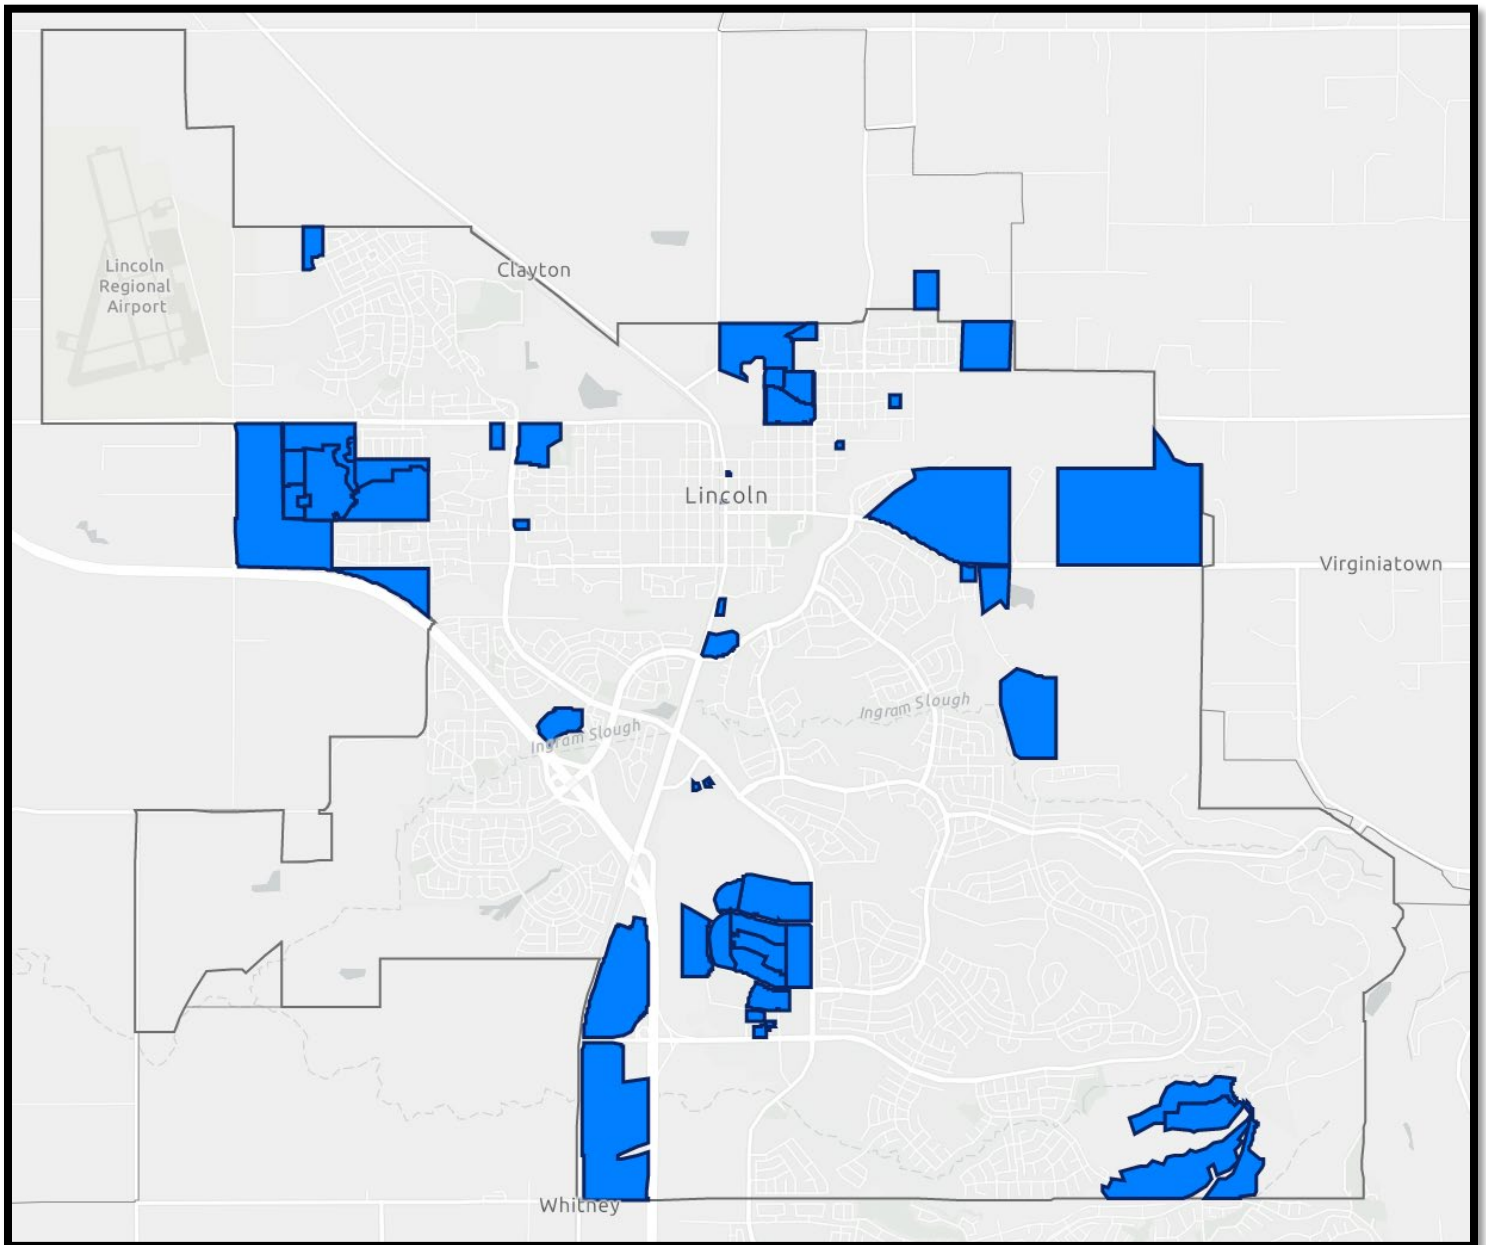 Lincoln
Regional
Airport
Clayton
Lincoln
Virginiatown
Ingram Slough
Ingram Slough
Whitney